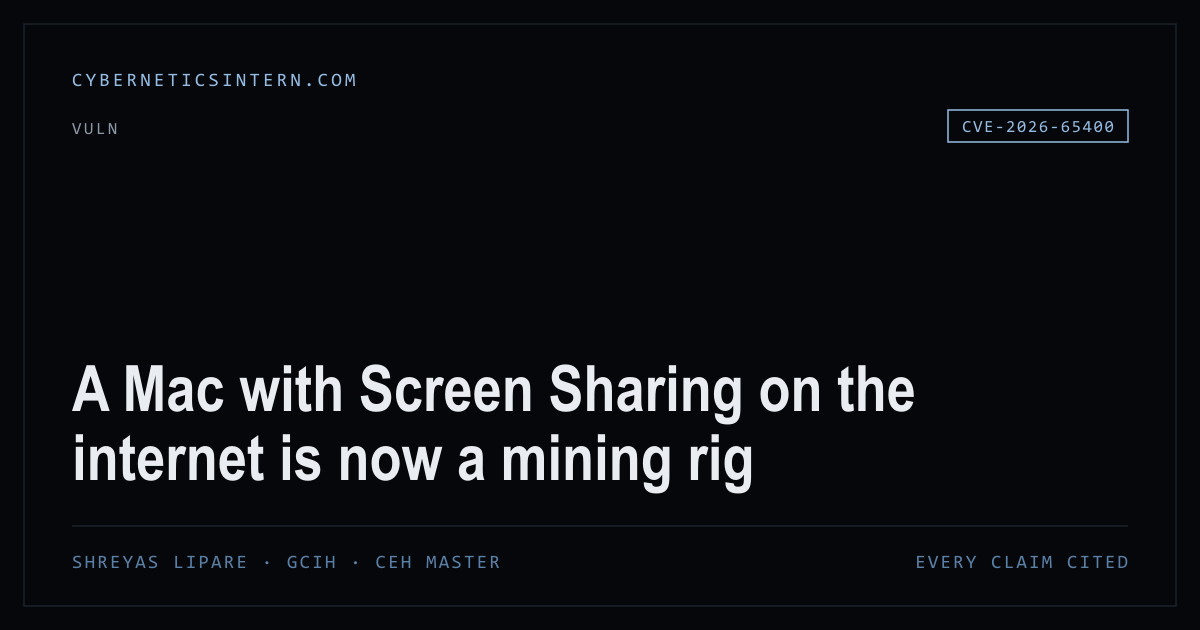 CYBERNETICSINTERN.COM
VULN
CVE-2026-65400
A Mac with Screen Sharing on the
internet is now a mining rig
SHREYAS LIPARE · GCIH · CEH MASTER
EVERY CLAIM CITED